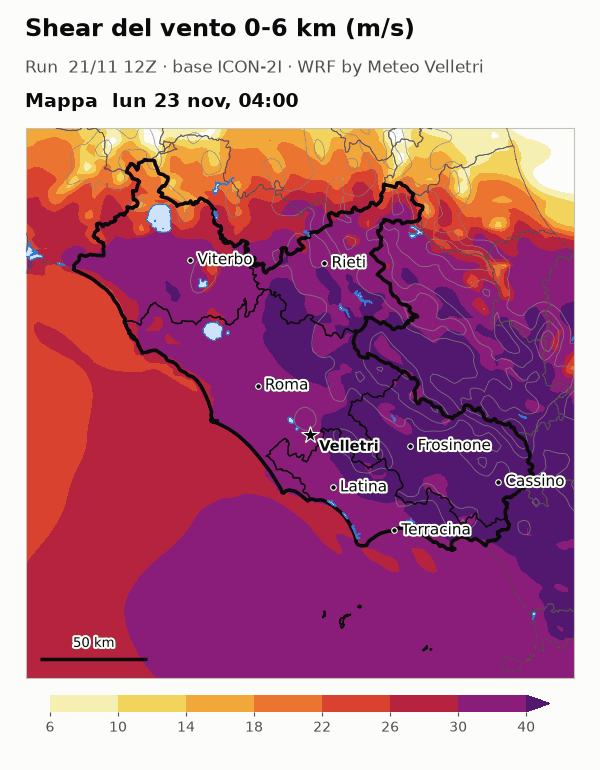 Shear del vento 0-6 km (m/s)
Run  21/11 12Z · base ICON-2I · WRF by Meteo Velletri
Mappa  lun 23 nov, 04:00
Viterbo
Rieti
Roma
Velletri
Frosinone
Cassino
Latina
Terracina
50 km
6 10 14 18 22 26 30 40